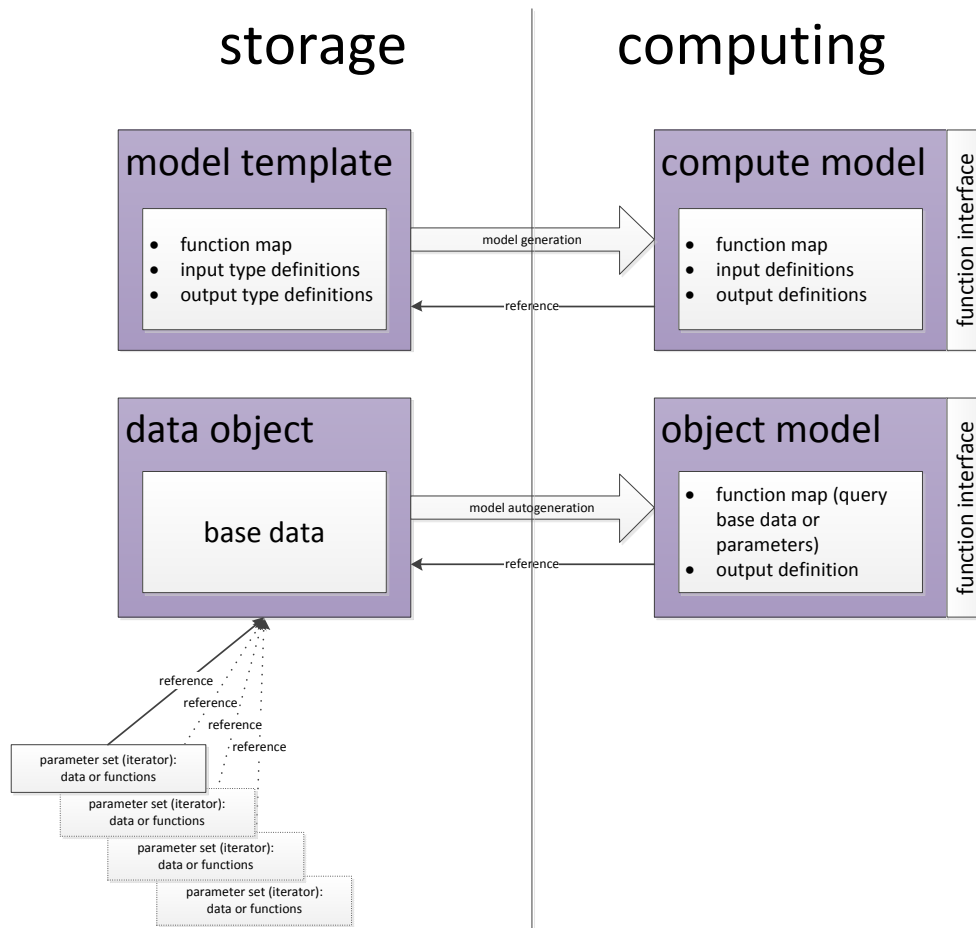 storage
computing
model template
• function map
• input type definitions
• output type definitions
model generation
reference
compute model
• function map
• input definitions
• output definitions
function interface
data object
base data
model autogeneration
reference
object model
• function map (query
base data or
parameters)
• output definition
function interface
reference
reference
reference
reference
parameter set (iterator):
data or functions
parameter set (iterator):
data or functions
parameter set (iterator):
data or functions
parameter set (iterator):
data or functions